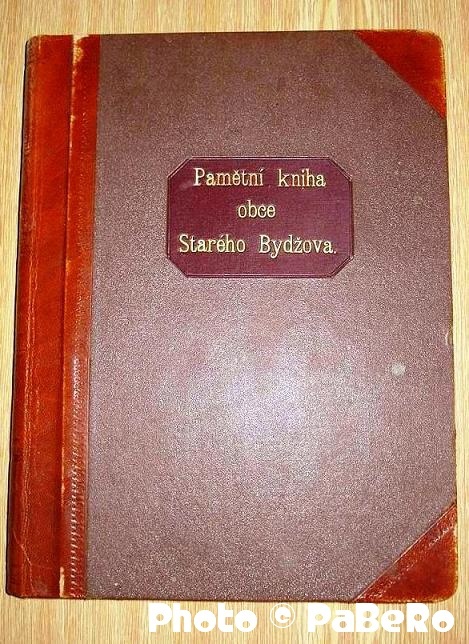 Pamětní kniha
obce
Starého Bydžova.
Photo © PaBeRo